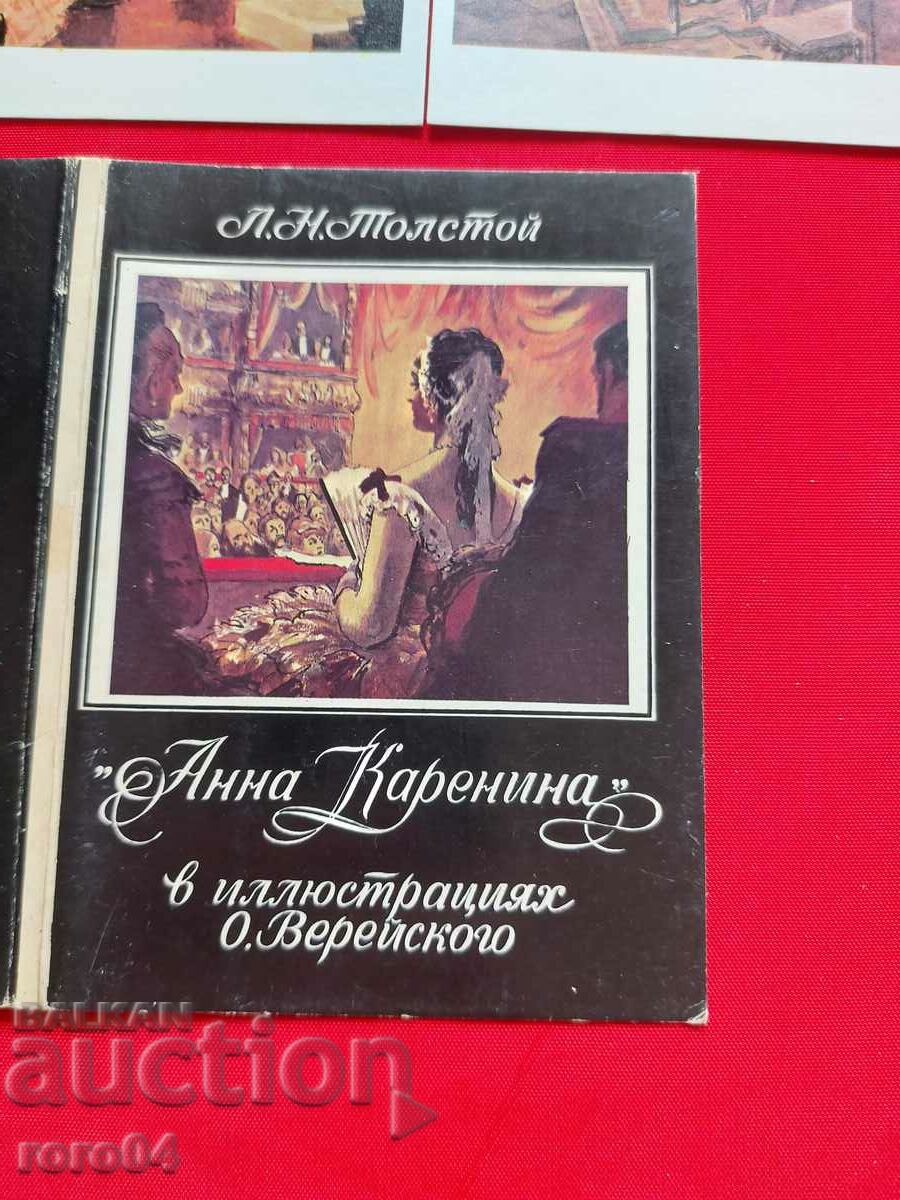 Л.Н.Толстой
„Анна Каренина”
в иллюстрациях
О.Верейского
BALKAN
auction
roro04